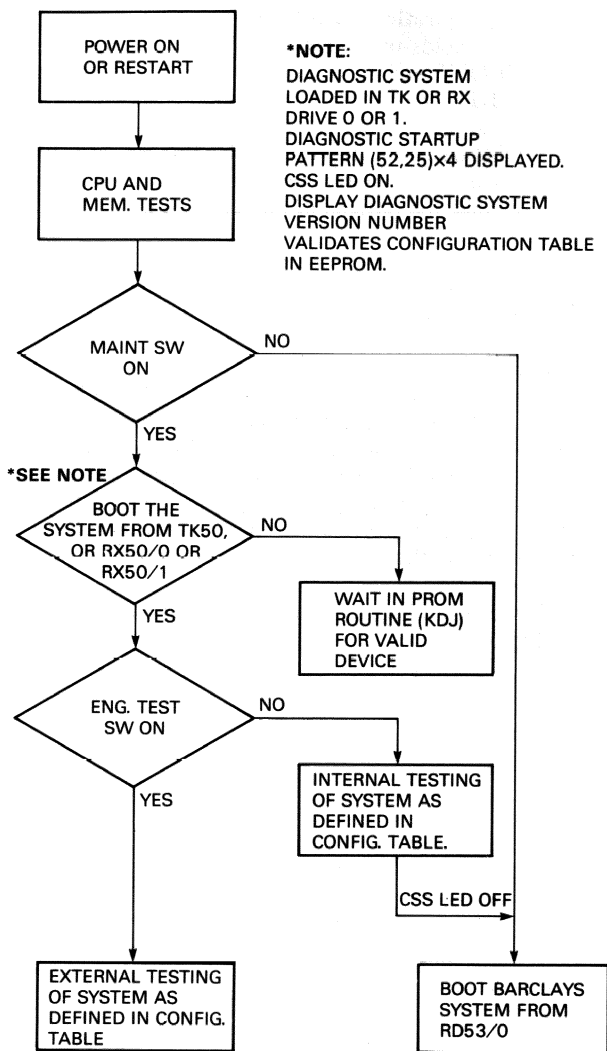 POWER ON
OR RESTART
*NOTE:
DIAGNOSTIC SYSTEM
LOADED IN TK OR RX
DRIVE 0 OR 1.
DIAGNOSTIC STARTUP
PATTERN (52,25)×4 DISPLAYED.
CSS LED ON.
DISPLAY DIAGNOSTIC SYSTEM
VERSION NUMBER
VALIDATES CONFIGURATION TABLE
IN EEPROM.
CPU AND
MEM. TESTS
MAINT SW
ON
NO
YES
*SEE NOTE
BOOT THE
SYSTEM FROM TK50,
OR RX50/0 OR
RX50/1
NO
YES
WAIT IN PROM
ROUTINE (KDJ)
FOR VALID
DEVICE
ENG. TEST
SW ON
NO
YES
INTERNAL TESTING
OF SYSTEM AS
DEFINED IN
CONFIG. TABLE.
CSS LED OFF
EXTERNAL TESTING
OF SYSTEM AS
DEFINED IN CONFIG.
TABLE
BOOT BARCLAYS
SYSTEM FROM
RD53/0